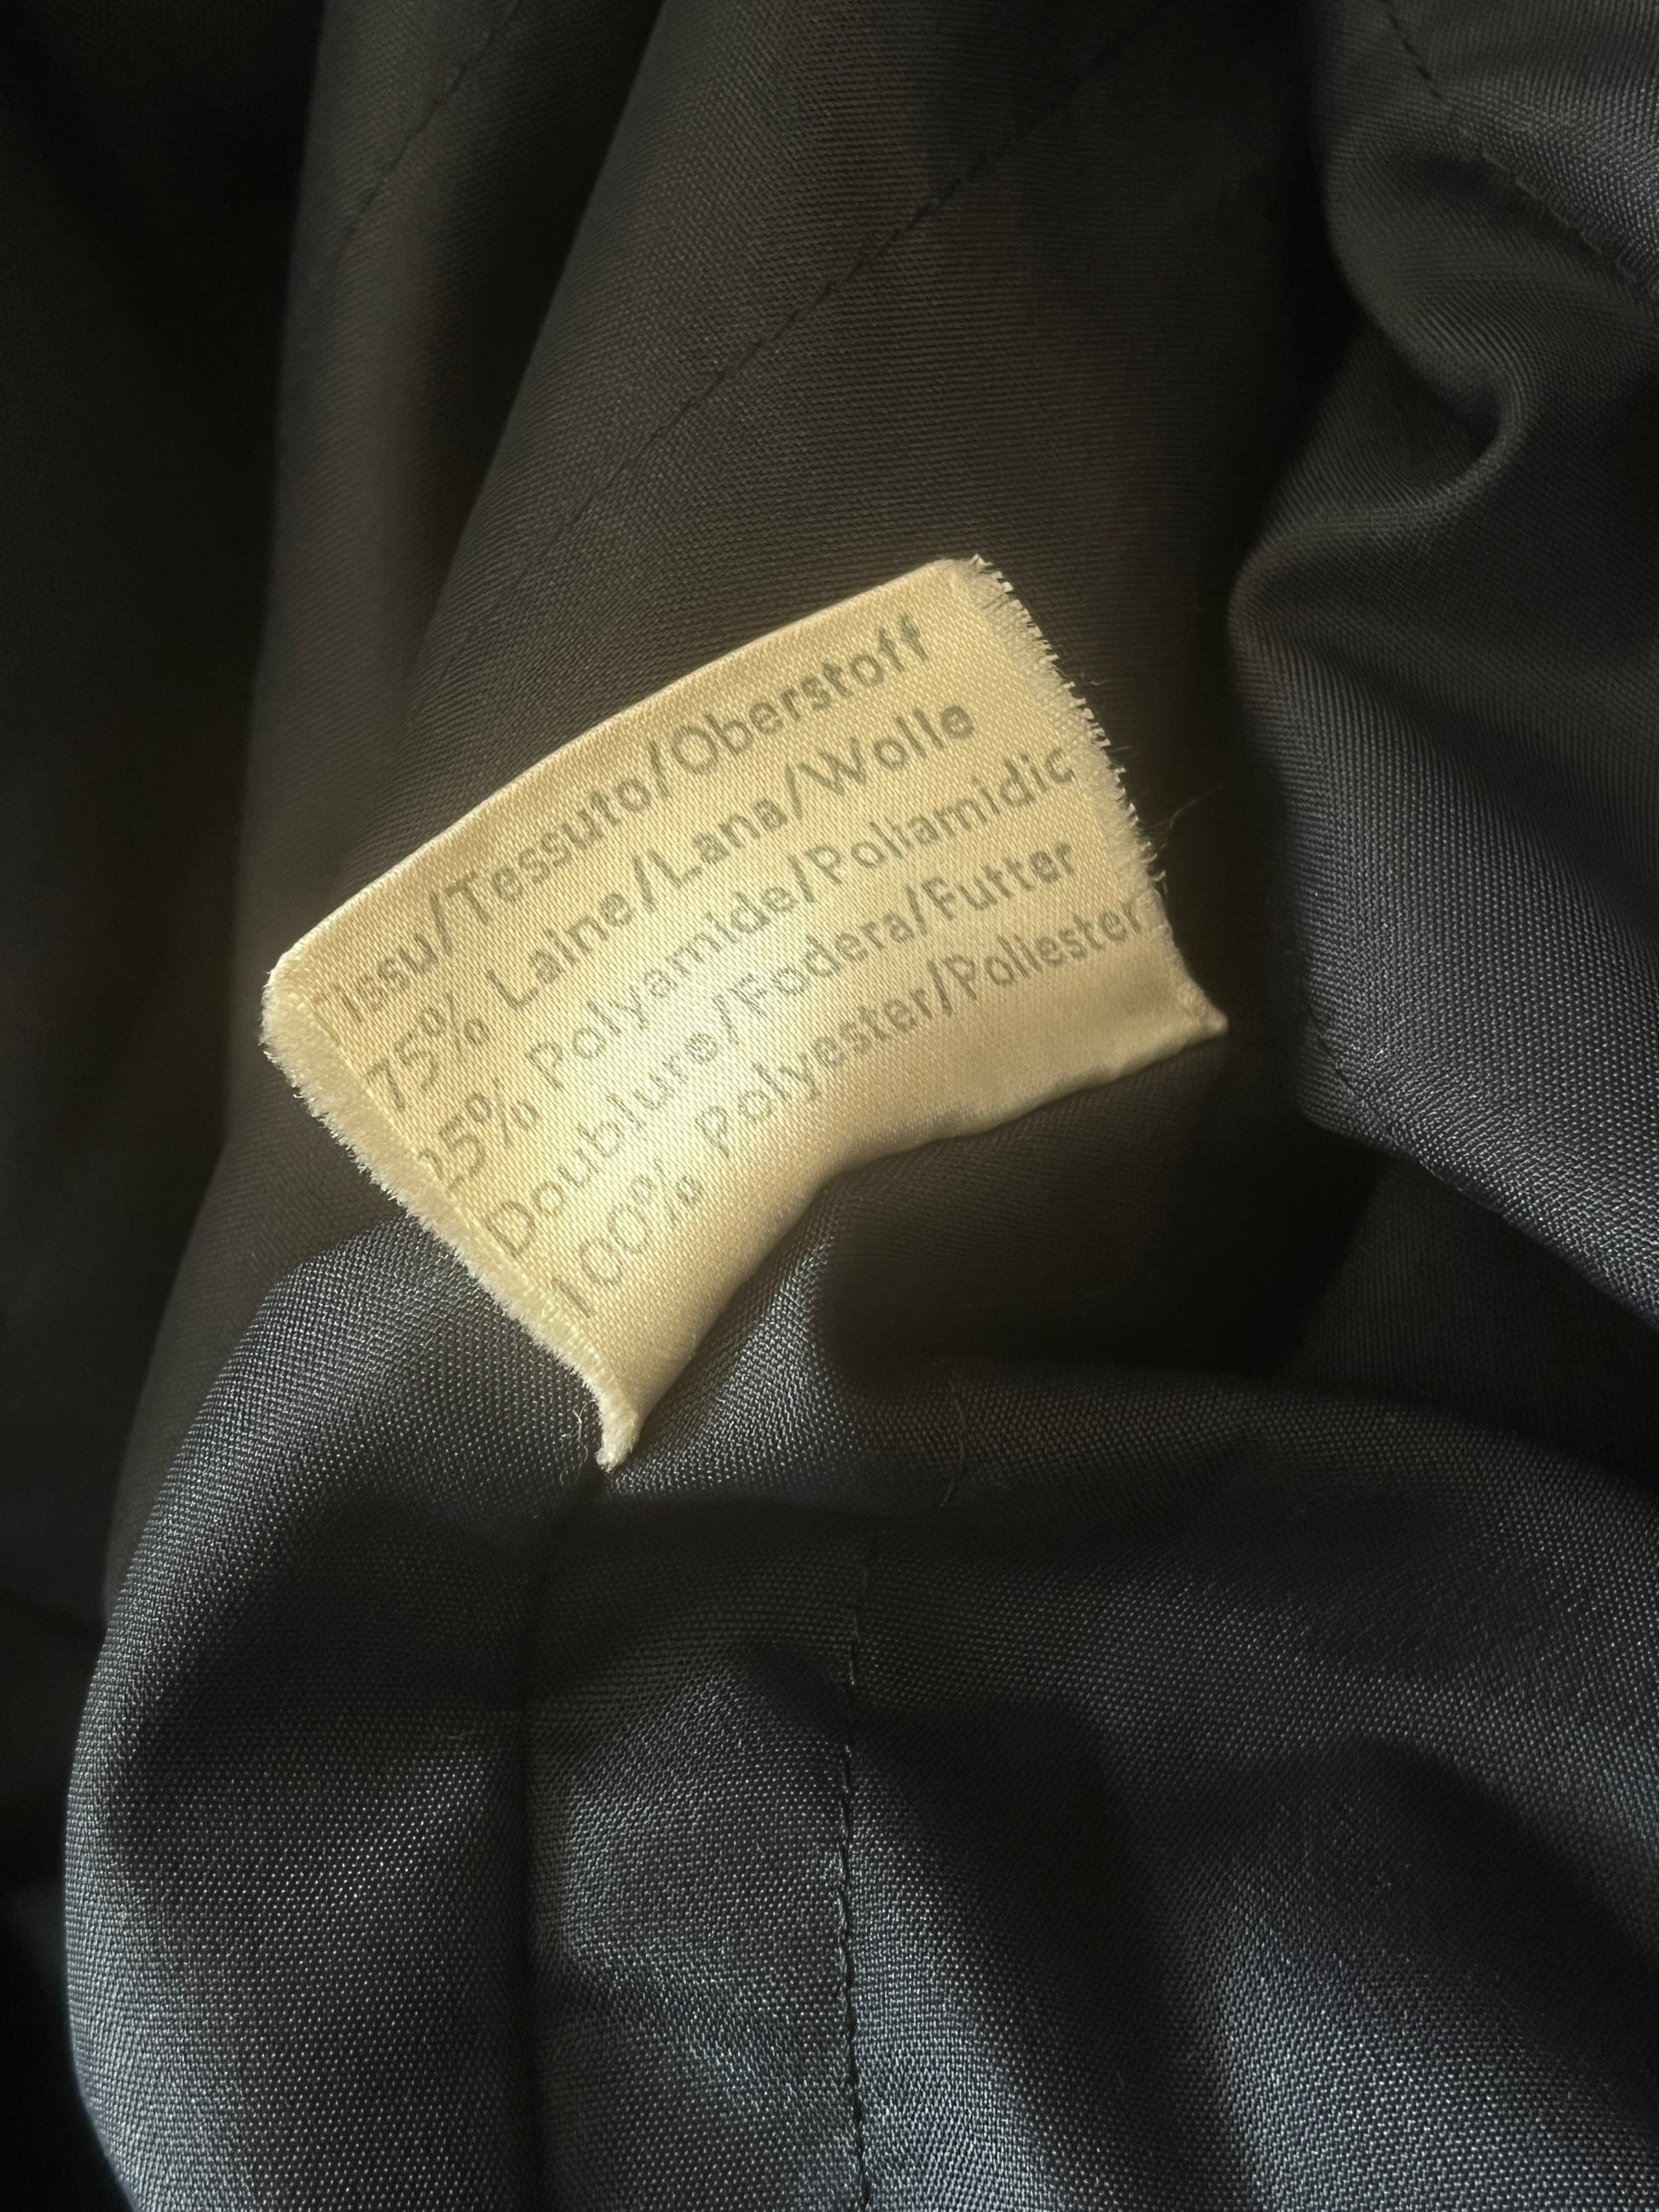 Tissu/Tessuto/Oberstoff
75% Laine/Lana/Wolle
25% Polyamide/Poliamidic
Doublure/Fodera/Futter
100% Polyester/Poliester